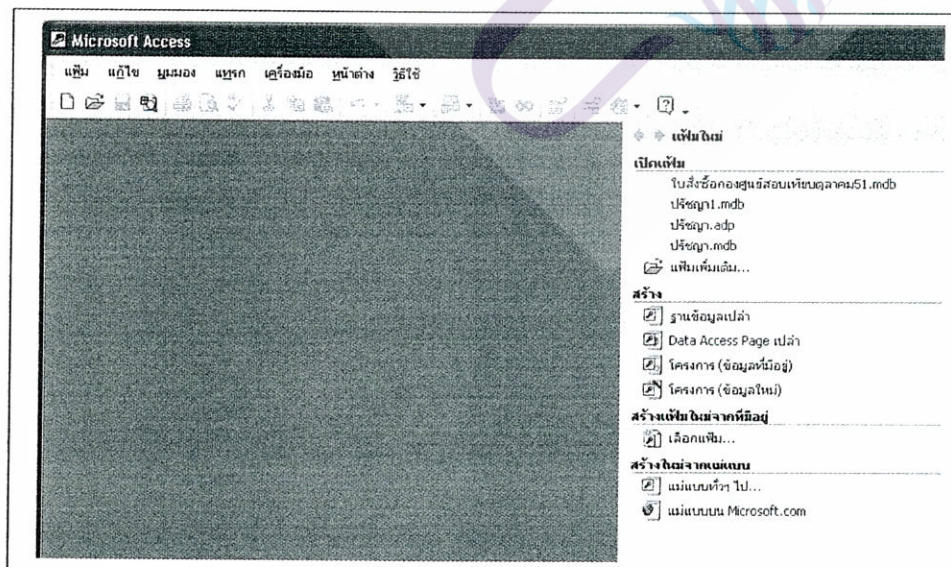 Microsoft Access
แฟ้ม แก้ไข มุมมอง แทรก เครื่องมือ หน้าต่าง วิธีใช้
แฟ้มใหม่
เปิดแฟ้ม
ใบสั่งซื้อกองศูนย์สอบเทียบตุลาคม51.mdb
ปรัชญา1.mdb
ปรัชญา.adp
ปรัชญา.mdb
แฟ้มเพิ่มเติม...
สร้าง
ฐานข้อมูลเปล่า
Data Access Page เปล่า
โครงการ (ข้อมูลที่มีอยู่)
โครงการ (ข้อมูลใหม่)
สร้างแฟ้มใหม่จากที่มีอยู่
เลือกแฟ้ม...
สร้างใหม่จากแม่แบบ
แม่แบบทั่วๆ ไป...
แม่แบบบน Microsoft.com